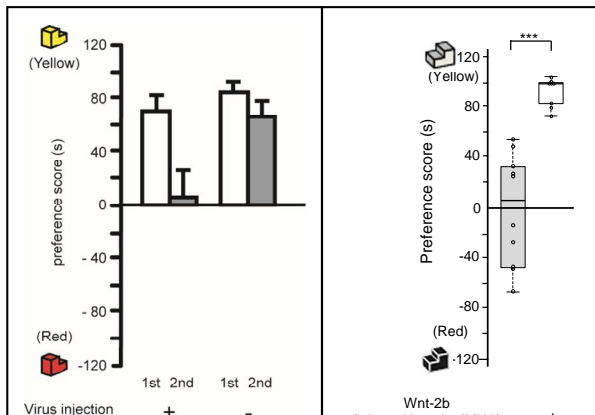 120
(Yellow)
80
40
0
- 40
- 80
(Red)
-120
preference score (s)
1st 2nd 1st 2nd
Virus injection + -
***
120
(Yellow)
80
40
0
-40
-80
(Red)
-120
Preference score (s)
Wnt-2b